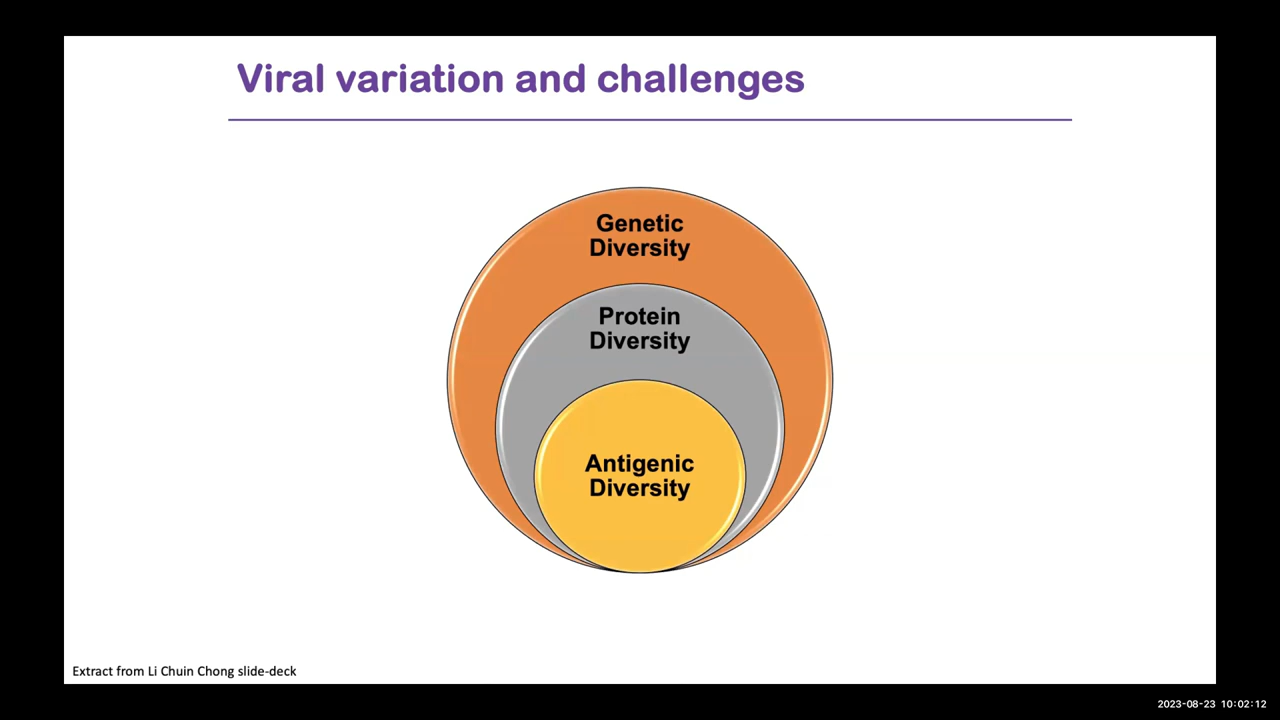 Viral variation and challenges
Genetic
Diversity
Protein
Diversity
Antigenic
Diversity
Extract from Li Chuin Chong slide-deck
2023-08-23 10:02:12